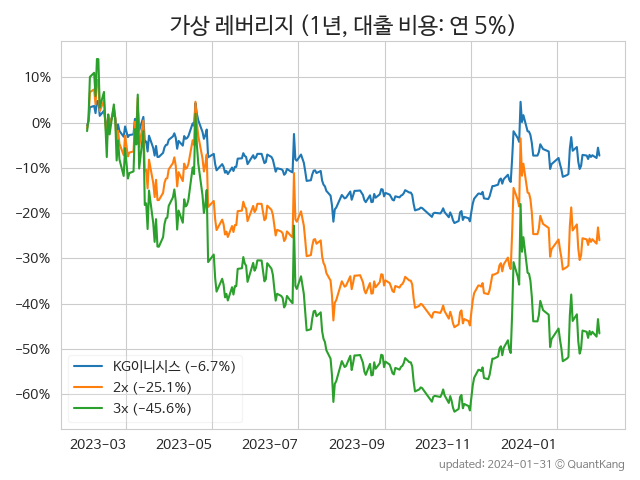 가상 레버리지 (1년, 대출 비용: 연 5%)
10%
0%
−10%
−20%
−30%
−40%
−50%
−60%
KG이니시스 (−6.7%)
2x (−25.1%)
3x (−45.6%)
2023-03 2023-05 2023-07 2023-09 2023-11 2024-01
updated: 2024-01-31 © QuantKang